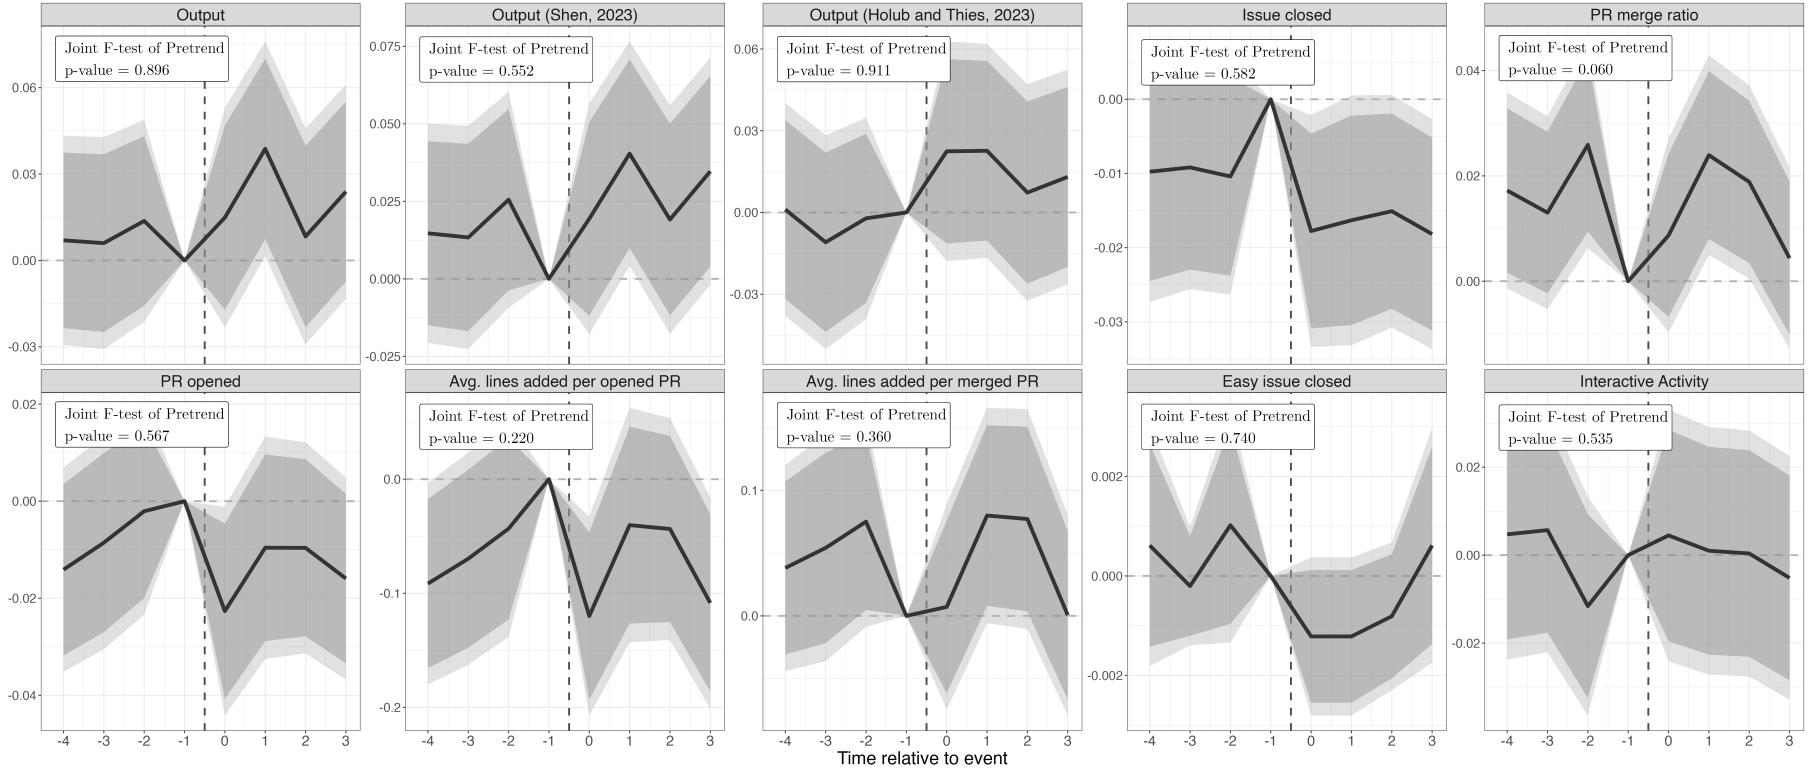 Output
Joint F-test of Pretrend
p-value = 0.896
0.06
0.03
0.00
-0.03
Output (Shen, 2023)
Joint F-test of Pretrend
p-value = 0.552
0.075
0.050
0.025
0.000
-0.025
Output (Holub and Thies, 2023)
Joint F-test of Pretrend
p-value = 0.911
0.06
0.03
0.00
-0.03
Issue closed
Joint F-test of Pretrend
p-value = 0.582
0.00
-0.01
-0.02
-0.03
PR merge ratio
Joint F-test of Pretrend
p-value = 0.060
0.04
0.02
0.00
PR opened
Joint F-test of Pretrend
p-value = 0.567
0.02
0.00
-0.02
-0.04
-4 -3 -2 -1 0 1 2 3
Avg. lines added per opened PR
Joint F-test of Pretrend
p-value = 0.220
0.0
-0.1
-0.2
-4 -3 -2 -1 0 1 2 3
Avg. lines added per merged PR
Joint F-test of Pretrend
p-value = 0.360
0.1
0.0
-4 -3 -2 -1 0 1 2 3
Easy issue closed
Joint F-test of Pretrend
p-value = 0.740
0.002
0.000
-0.002
-4 -3 -2 -1 0 1 2 3
Interactive Activity
Joint F-test of Pretrend
p-value = 0.535
0.02
0.00
-0.02
-4 -3 -2 -1 0 1 2 3
Time relative to event